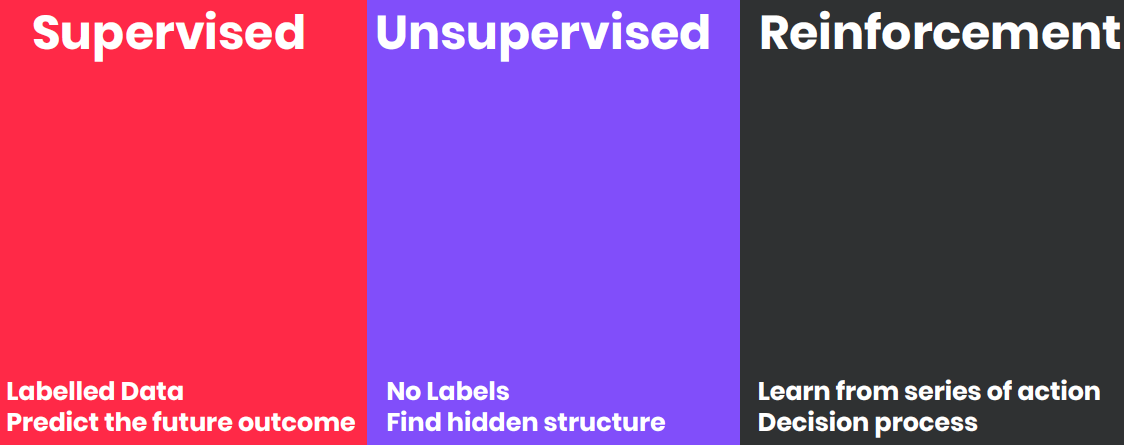 Supervised
Labelled Data
Predict the future outcome
Unsupervised
No Labels
Find hidden structure
Reinforcement
Learn from series of action
Decision process